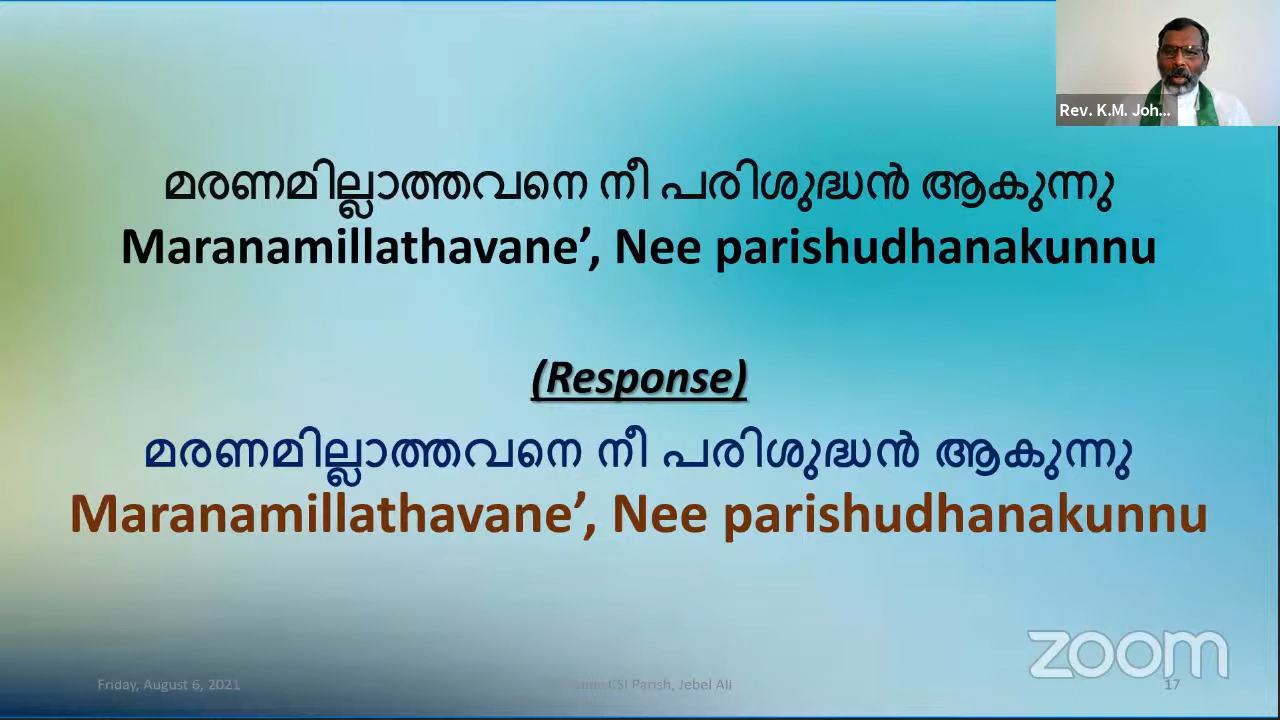 Rev. K.M. Joh...
മരണമില്ലാത്തവനെ നീ പരിശുദ്ധൻ ആകുന്നു
Maranamillathavane’, Nee parishudhanakunnu
(Response)
മരണമില്ലാത്തവനെ നീ പരിശുദ്ധൻ ആകുന്നു
Maranamillathavane’, Nee parishudhanakunnu
zoom
Friday, August 6, 2021
CSI Parish, Jebel Ali
17